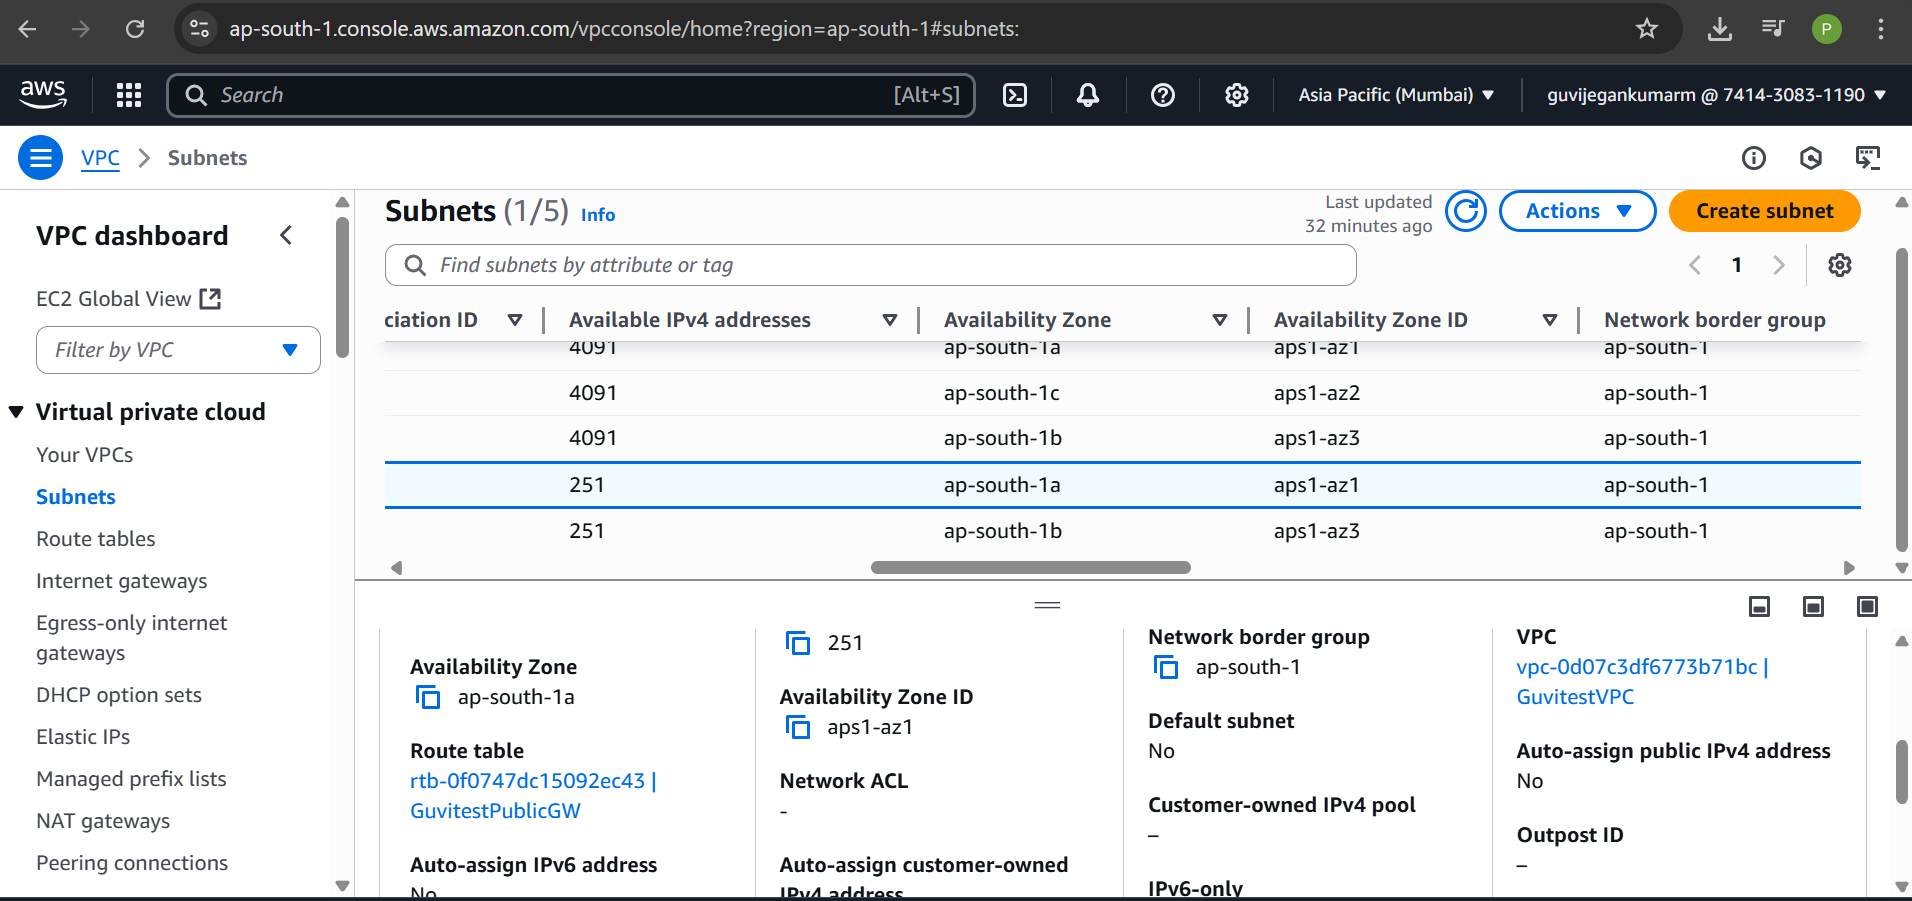 ap-south-1.console.aws.amazon.com/vpcconsole/home?region=ap-south-1#subnets:
P
aws
Search
[Alt+S]
Asia Pacific (Mumbai)
guvijegankumarm @ 7414-3083-1190
VPC
Subnets
VPC dashboard
EC2 Global View
Filter by VPC
Virtual private cloud
Your VPCs
Subnets
Route tables
Internet gateways
Egress-only internet
gateways
DHCP option sets
Elastic IPs
Managed prefix lists
NAT gateways
Peering connections
Subnets (1/5) Info
Last updated
32 minutes ago
Actions
Create subnet
Find subnets by attribute or tag
1
ciation ID Available IPv4 addresses Availability Zone Availability Zone ID Network border group
4091 ap-south-1a aps1-az1 ap-south-1
4091 ap-south-1c aps1-az2 ap-south-1
4091 ap-south-1b aps1-az3 ap-south-1
251 ap-south-1a aps1-az1 ap-south-1
251 ap-south-1b aps1-az3 ap-south-1
Availability Zone
ap-south-1a
Route table
rtb-0f0747dc15092ec43 |
GuvitestPublicGW
Auto-assign IPv6 address
No
251
Availability Zone ID
aps1-az1
Network ACL
-
Auto-assign customer-owned
IPv4 address
Network border group
ap-south-1
Default subnet
No
Customer-owned IPv4 pool
–
IPv6-only
VPC
vpc-0d07c3df6773b71bc |
GuvitestVPC
Auto-assign public IPv4 address
No
Outpost ID
–